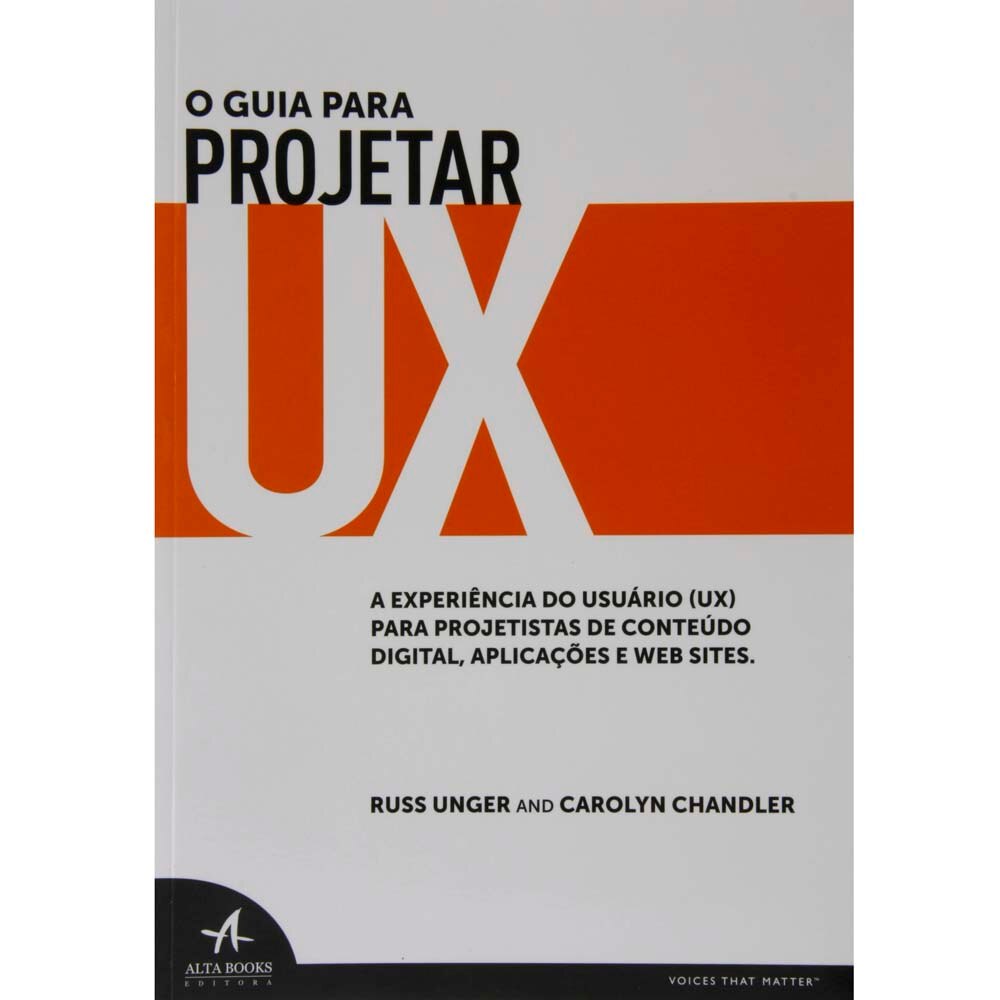 O GUIA PARA
PROJETAR
UX
A EXPERIÊNCIA DO USUÁRIO (UX)
PARA PROJETISTAS DE CONTEÚDO
DIGITAL, APLICAÇÕES E WEB SITES.
RUSS UNGER AND CAROLYN CHANDLER
ALTA BOOKS
EDITORA
VOICES THAT MATTER™